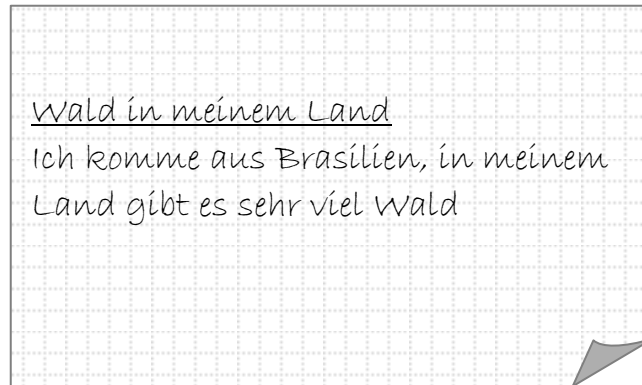 Wald in meinem Land
Ich komme aus Brasilien, in meinem
Land gibt es sehr viel Wald